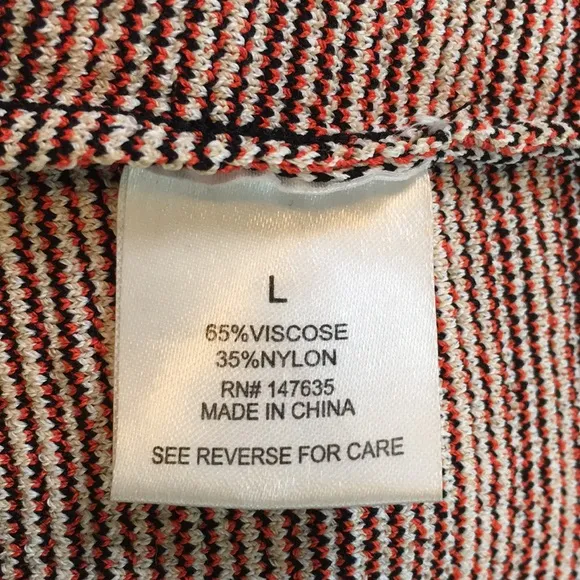 L
65%VISCOSE
35%NYLON
RN# 147635
MADE IN CHINA
SEE REVERSE FOR CARE